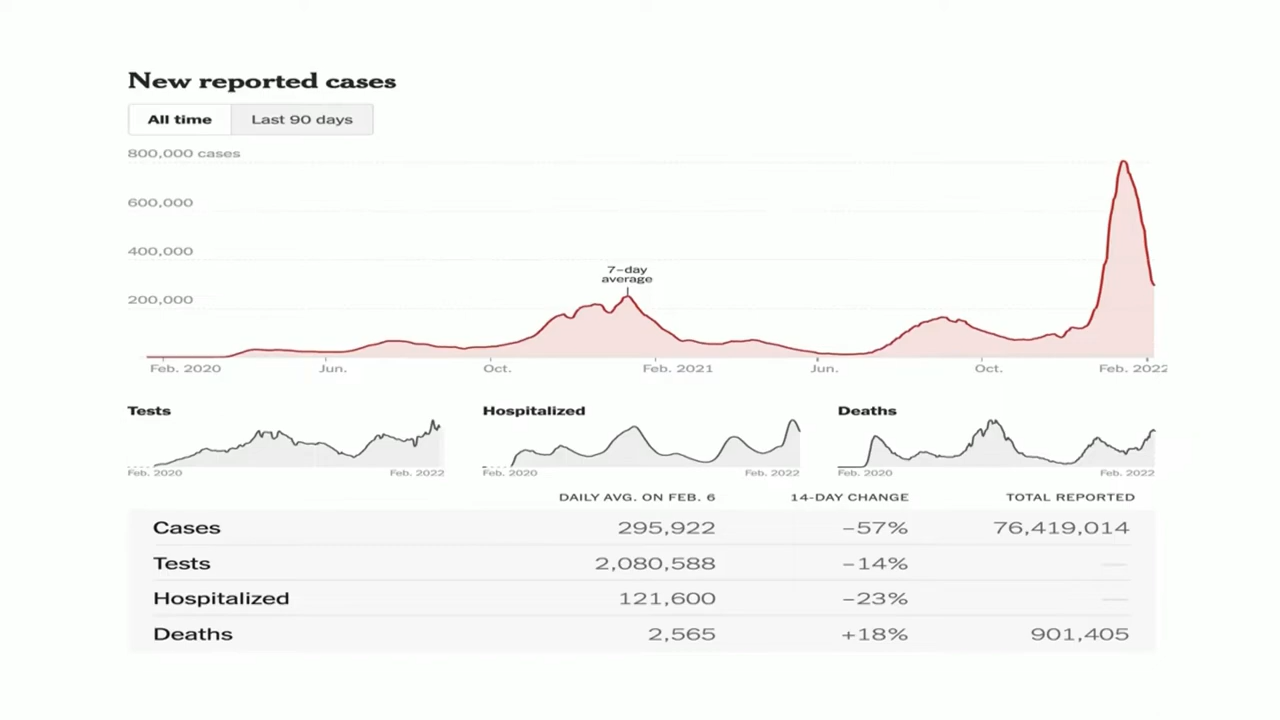 New reported cases
All time Last 90 days
800,000 cases
600,000
400,000
7–day
average
200,000
Feb. 2020 Jun. Oct. Feb. 2021 Jun. Oct. Feb. 2022
Tests Hospitalized Deaths
Feb. 2020 Feb. 2022 Feb. 2020 Feb. 2022 Feb. 2020 Feb. 2022
DAILY AVG. ON FEB. 6 14-DAY CHANGE TOTAL REPORTED
Cases 295,922 –57% 76,419,014
Tests 2,080,588 –14% —
Hospitalized 121,600 –23% —
Deaths 2,565 +18% 901,405